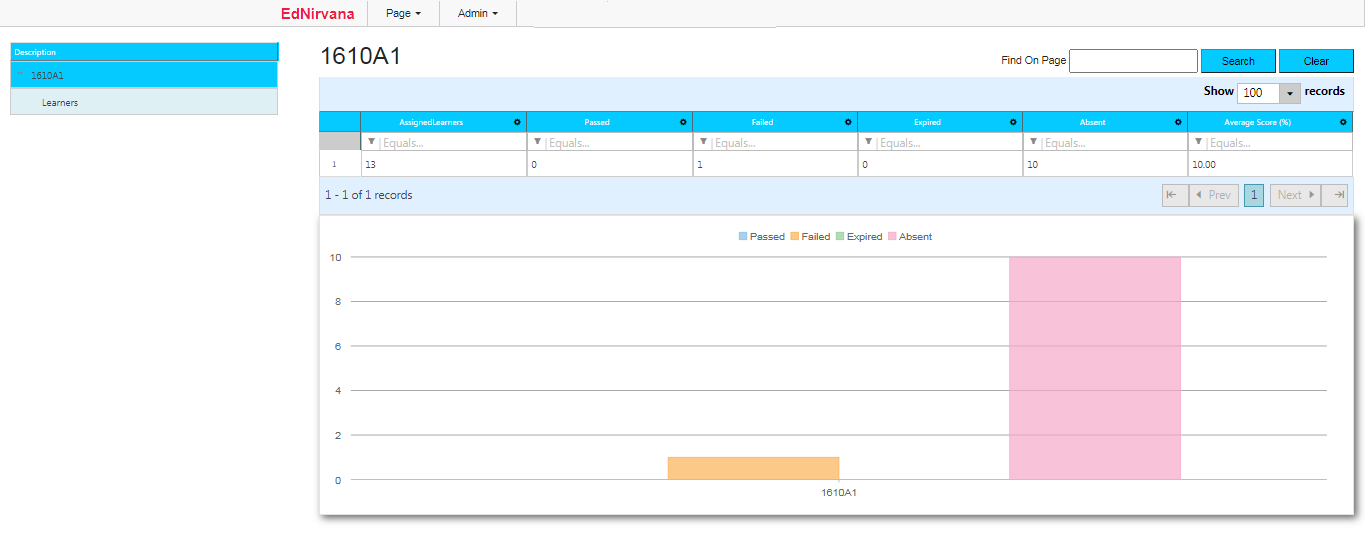 EdNirvana Page Admin
Description
1610A1
Learners
1610A1
Find On Page Search Clear
Show 100 records
AssignedLearners Passed Failed Expired Absent Average Score (%)
Equals... Equals... Equals... Equals... Equals... Equals...
1 13 0 1 0 10 10.00
1 - 1 of 1 records Prev 1 Next
Passed Failed Expired Absent
10
8
6
4
2
0
1610A1